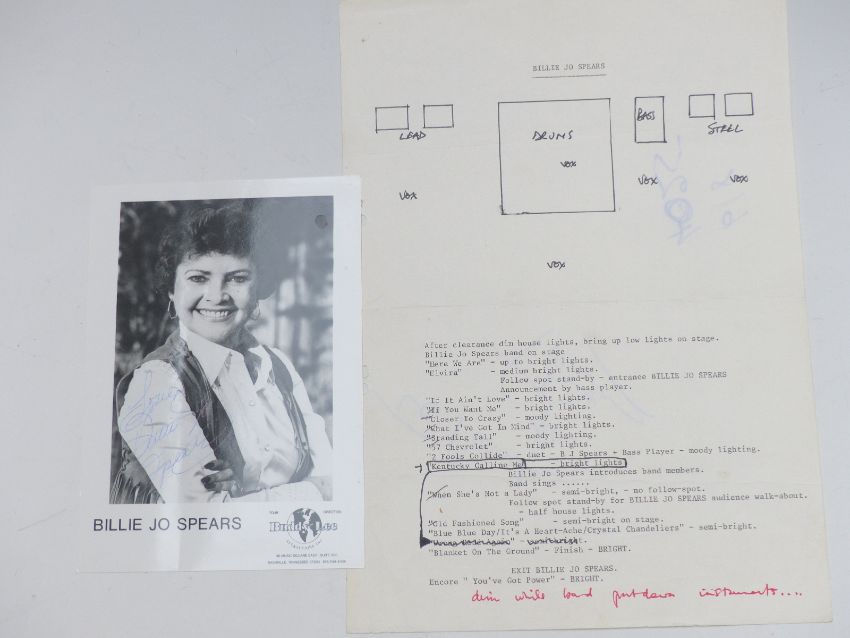 BILLIE JO SPEARS
LEAD
DRUMS
BASS
STEEL
VOX
VOX
VOX
VOX
VOX
After clearance dim house lights, bring up low lights on stage.
Billie Jo Spears band on stage
"Here We Are" - up to bright lights.
"Elvira" - medium bright lights.
Follow spot stand-by - entrance BILLIE JO SPEARS
Announcement by bass player.
"If It Ain't Love" - bright lights.
"If You Want Me" - bright lights.
"Closer To Crazy" - moody lighting.
"What I've Got In Mind" - bright lights.
"Standing Tall" - moody lighting.
"57 Chevrolet" - bright lights.
"2 Fools Collide" - duet - B J Spears + Bass Player - moody lighting.
"Kentucky Calling Me" - bright lights
Billie Jo Spears introduces band members.
Band sings ......
"When She's Not a Lady" - semi-bright, - no follow-spot.
Follow spot stand-by for BILLIE JO SPEARS audience walk-about.
- half house lights.
"Old Fashioned Song" - semi-bright on stage.
"Blue Blue Day/It's A Heart-Ache/Crystal Chandeliers" - semi-bright.
"Blanket On The Ground" - Finish - BRIGHT.
EXIT BILLIE JO SPEARS.
Encore " You've Got Power" - BRIGHT.
dim while band put down instruments....
Billie
Spears
BILLIE JO SPEARS
Buddy Lee